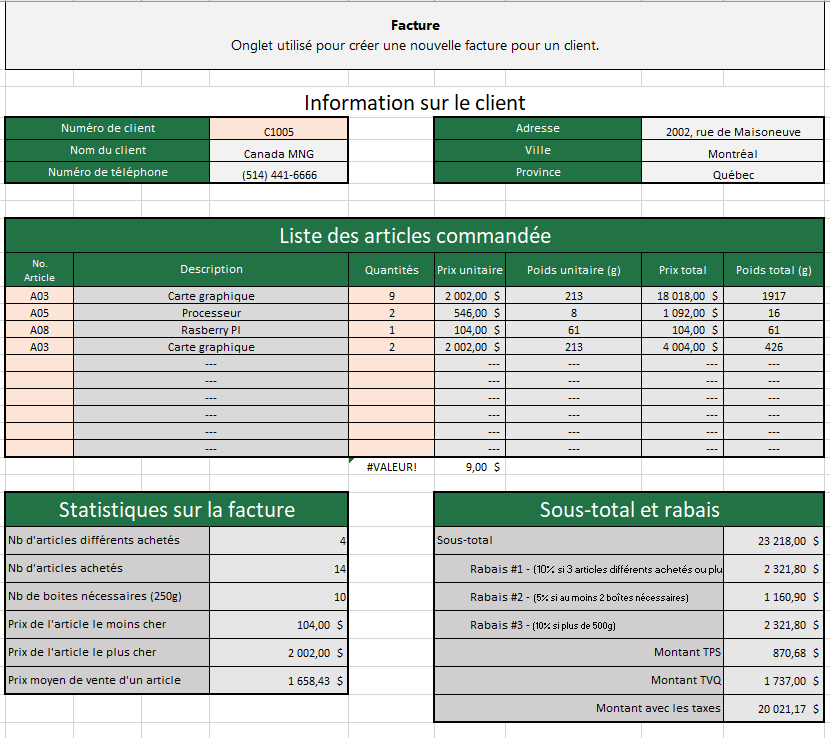 Facture
Onglet utilisé pour créer une nouvelle facture pour un client.
Information sur le client
Numéro de client C1005 Adresse 2002, rue de Maisoneuve
Nom du client Canada MNG Ville Montréal
Numéro de téléphone (514) 441-6666 Province Québec
Liste des articles commandée
No. Article Description Quantités Prix unitaire Poids unitaire (g) Prix total Poids total (g)
A03 Carte graphique 9 2 002,00 $ 213 18 018,00 $ 1917
A05 Processeur 2 546,00 $ 8 1 092,00 $ 16
A08 Rasberry PI 1 104,00 $ 61 104,00 $ 61
A03 Carte graphique 2 2 002,00 $ 213 4 004,00 $ 426
--- --- --- --- ---
--- --- --- --- ---
--- --- --- --- ---
--- --- --- --- ---
--- --- --- --- ---
--- --- --- --- ---
#VALEUR! 9,00 $
Statistiques sur la facture
Nb d'articles différents achetés 4
Nb d'articles achetés 14
Nb de boites nécessaires (250g) 10
Prix de l'article le moins cher 104,00 $
Prix de l'article le plus cher 2 002,00 $
Prix moyen de vente d'un article 1 658,43 $
Sous-total et rabais
Sous-total 23 218,00 $
Rabais #1 - (10% si 3 articles différents achetés ou plu 2 321,80 $
Rabais #2 - (5% si au moins 2 boîtes nécessaires) 1 160,90 $
Rabais #3 - (10% si plus de 500g) 2 321,80 $
Montant TPS 870,68 $
Montant TVQ 1 737,00 $
Montant avec les taxes 20 021,17 $